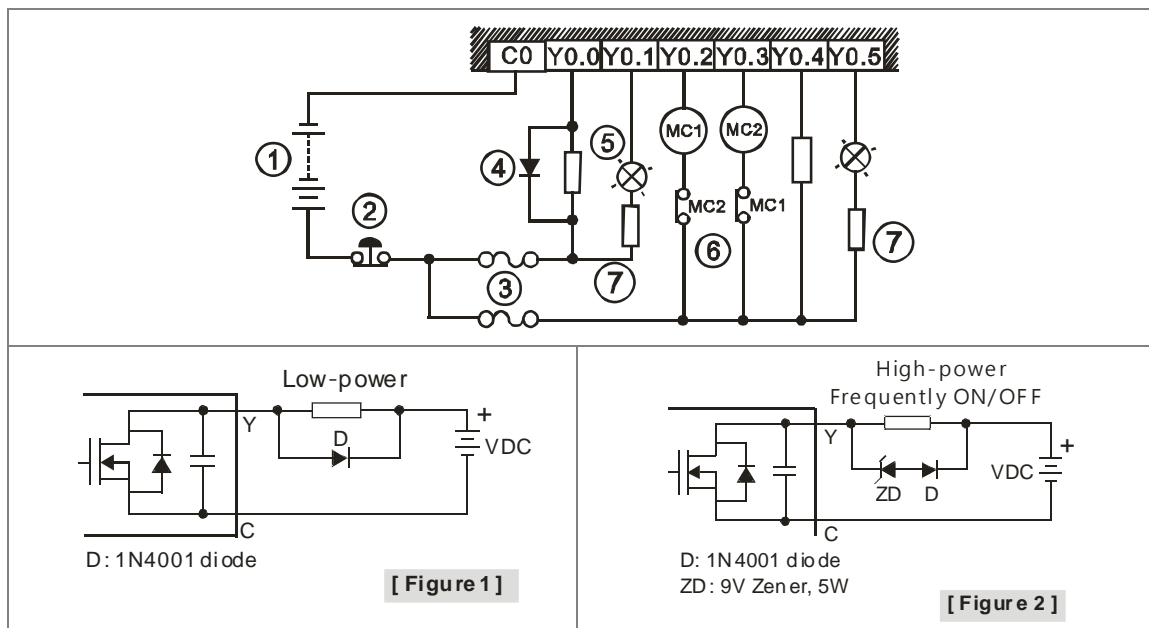 C0 Y0.0 Y0.1 Y0.2 Y0.3 Y0.4 Y0.5
MC1 MC2
①
④
⑤
②
MC2
MC1
③
⑦
⑥
⑦
Low-power
Y
D
+
VDC
C
D: 1N4001 diode
[ Figure 1 ]
High-power
Frequently ON/OFF
Y
ZD D
+
VDC
C
D: 1N4001 diode
ZD: 9V Zener, 5W
[ Figure 2 ]